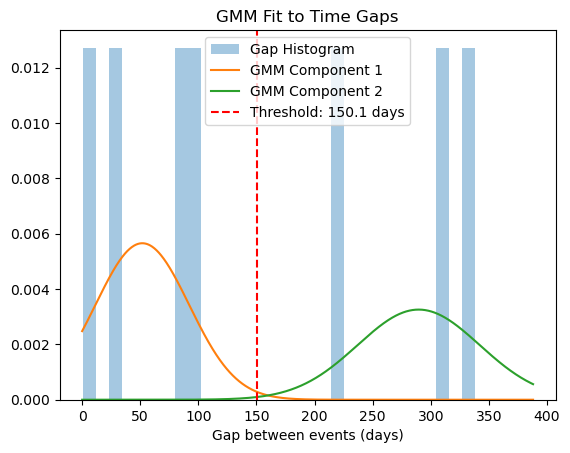 GMM Fit to Time Gaps
Gap Histogram
GMM Component 1
GMM Component 2
Threshold: 150.1 days
0.012
0.010
0.008
0.006
0.004
0.002
0.000
0 50 100 150 200 250 300 350 400
Gap between events (days)